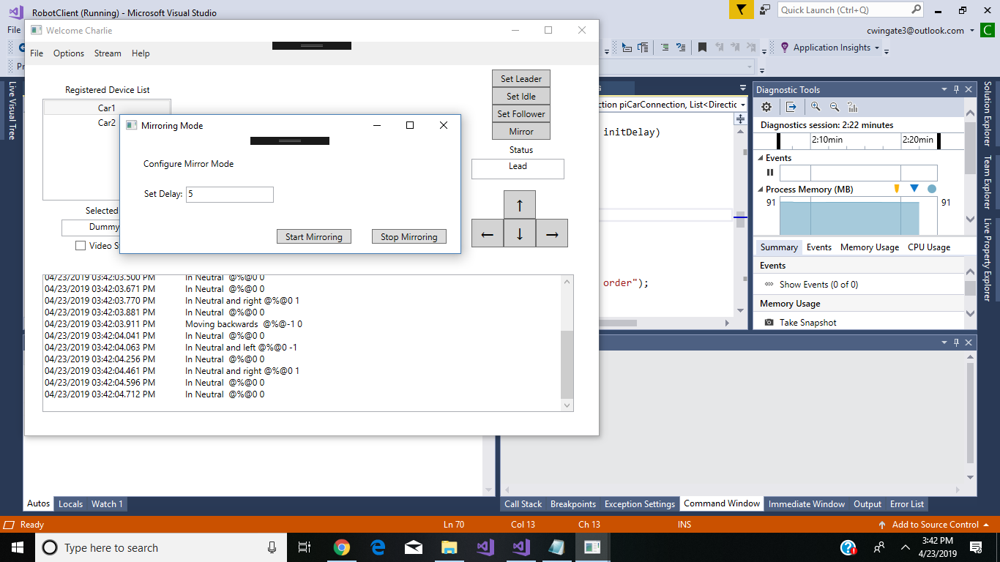 RobotClient (Running) - Microsoft Visual Studio
Quick Launch (Ctrl+Q)
File
cwingate3@outlook.com
C
Welcome Charlie
File Options Stream Help
Application Insights
Registered Device List
Car1
Car2
Selected
Dummy
Set Leader
Set Idle
Set Follower
Mirror
Status
Lead
↑
← ↓ →
Mirroring Mode
Configure Mirror Mode
Set Delay: 5
Start Mirroring Stop Mirroring
04/23/2019 03:42:03.500 PM In Neutral @%@0 0
04/23/2019 03:42:03.671 PM In Neutral @%@0 0
04/23/2019 03:42:03.770 PM In Neutral and right @%@0 1
04/23/2019 03:42:03.881 PM In Neutral @%@0 0
04/23/2019 03:42:03.911 PM Moving backwards @%@-1 0
04/23/2019 03:42:04.041 PM In Neutral @%@0 0
04/23/2019 03:42:04.063 PM In Neutral and left @%@0 -1
04/23/2019 03:42:04.256 PM In Neutral @%@0 0
04/23/2019 03:42:04.461 PM In Neutral and right @%@0 1
04/23/2019 03:42:04.596 PM In Neutral @%@0 0
04/23/2019 03:42:04.712 PM In Neutral @%@0 0
Live Visual Tree
ction piCarConnection, List<Directic
initDelay)
order");
Diagnostic Tools
Diagnostics session: 2:22 minutes
2:10min 2:20min
Events
Process Memory (MB)
91 91
Summary Events Memory Usage CPU Usage
Events
Show Events (0 of 0)
Memory Usage
Take Snapshot
Solution Explorer
Team Explorer
Live Property Explorer
Autos Locals Watch 1
Call Stack Breakpoints Exception Settings Command Window Immediate Window Output Error List
Ready Ln 70 Col 13 Ch 13 INS Add to Source Control
Type here to search
3:42 PM
4/23/2019